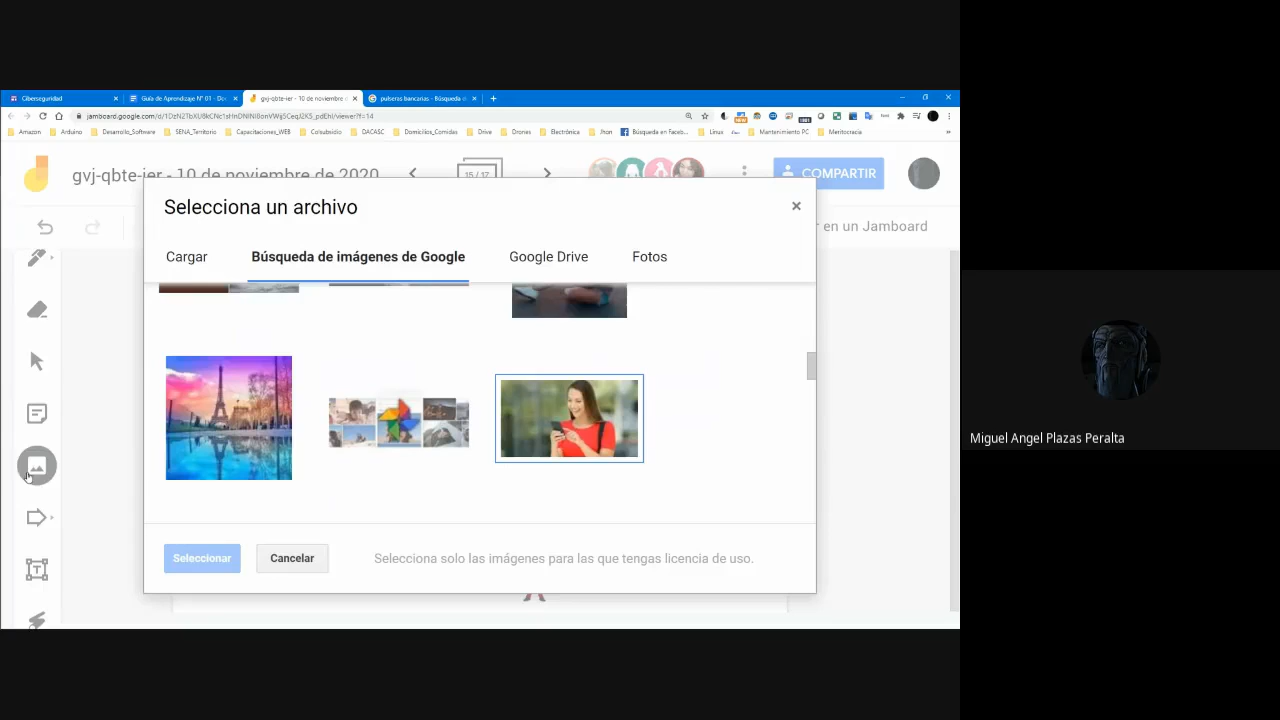 Ciberseguridad
Guía de Aprendizaje N° 01 - Do
gvj-qbte-ier - 10 de noviembre
pulseras bancarias - Búsqueda
Amazon
Arduino
Desarrollo_Software
SENA_Territorio
Capacitaciones_WEB
Colsubsidio
DACASC
Domicilios_Comidas
Drive
Drones
Electrónica
Jhon
Búsqueda en Faceb...
Linux
Mantenimiento PC
Meritocracia
gvj-qbte-ier - 10 de noviembre de 2020
15 / 17
COMPARTIR
r en un Jamboard
Selecciona un archivo
Cargar
Búsqueda de imágenes de Google
Google Drive
Fotos
Seleccionar
Cancelar
Selecciona solo las imágenes para las que tengas licencia de uso.
Miguel Angel Plazas Peralta